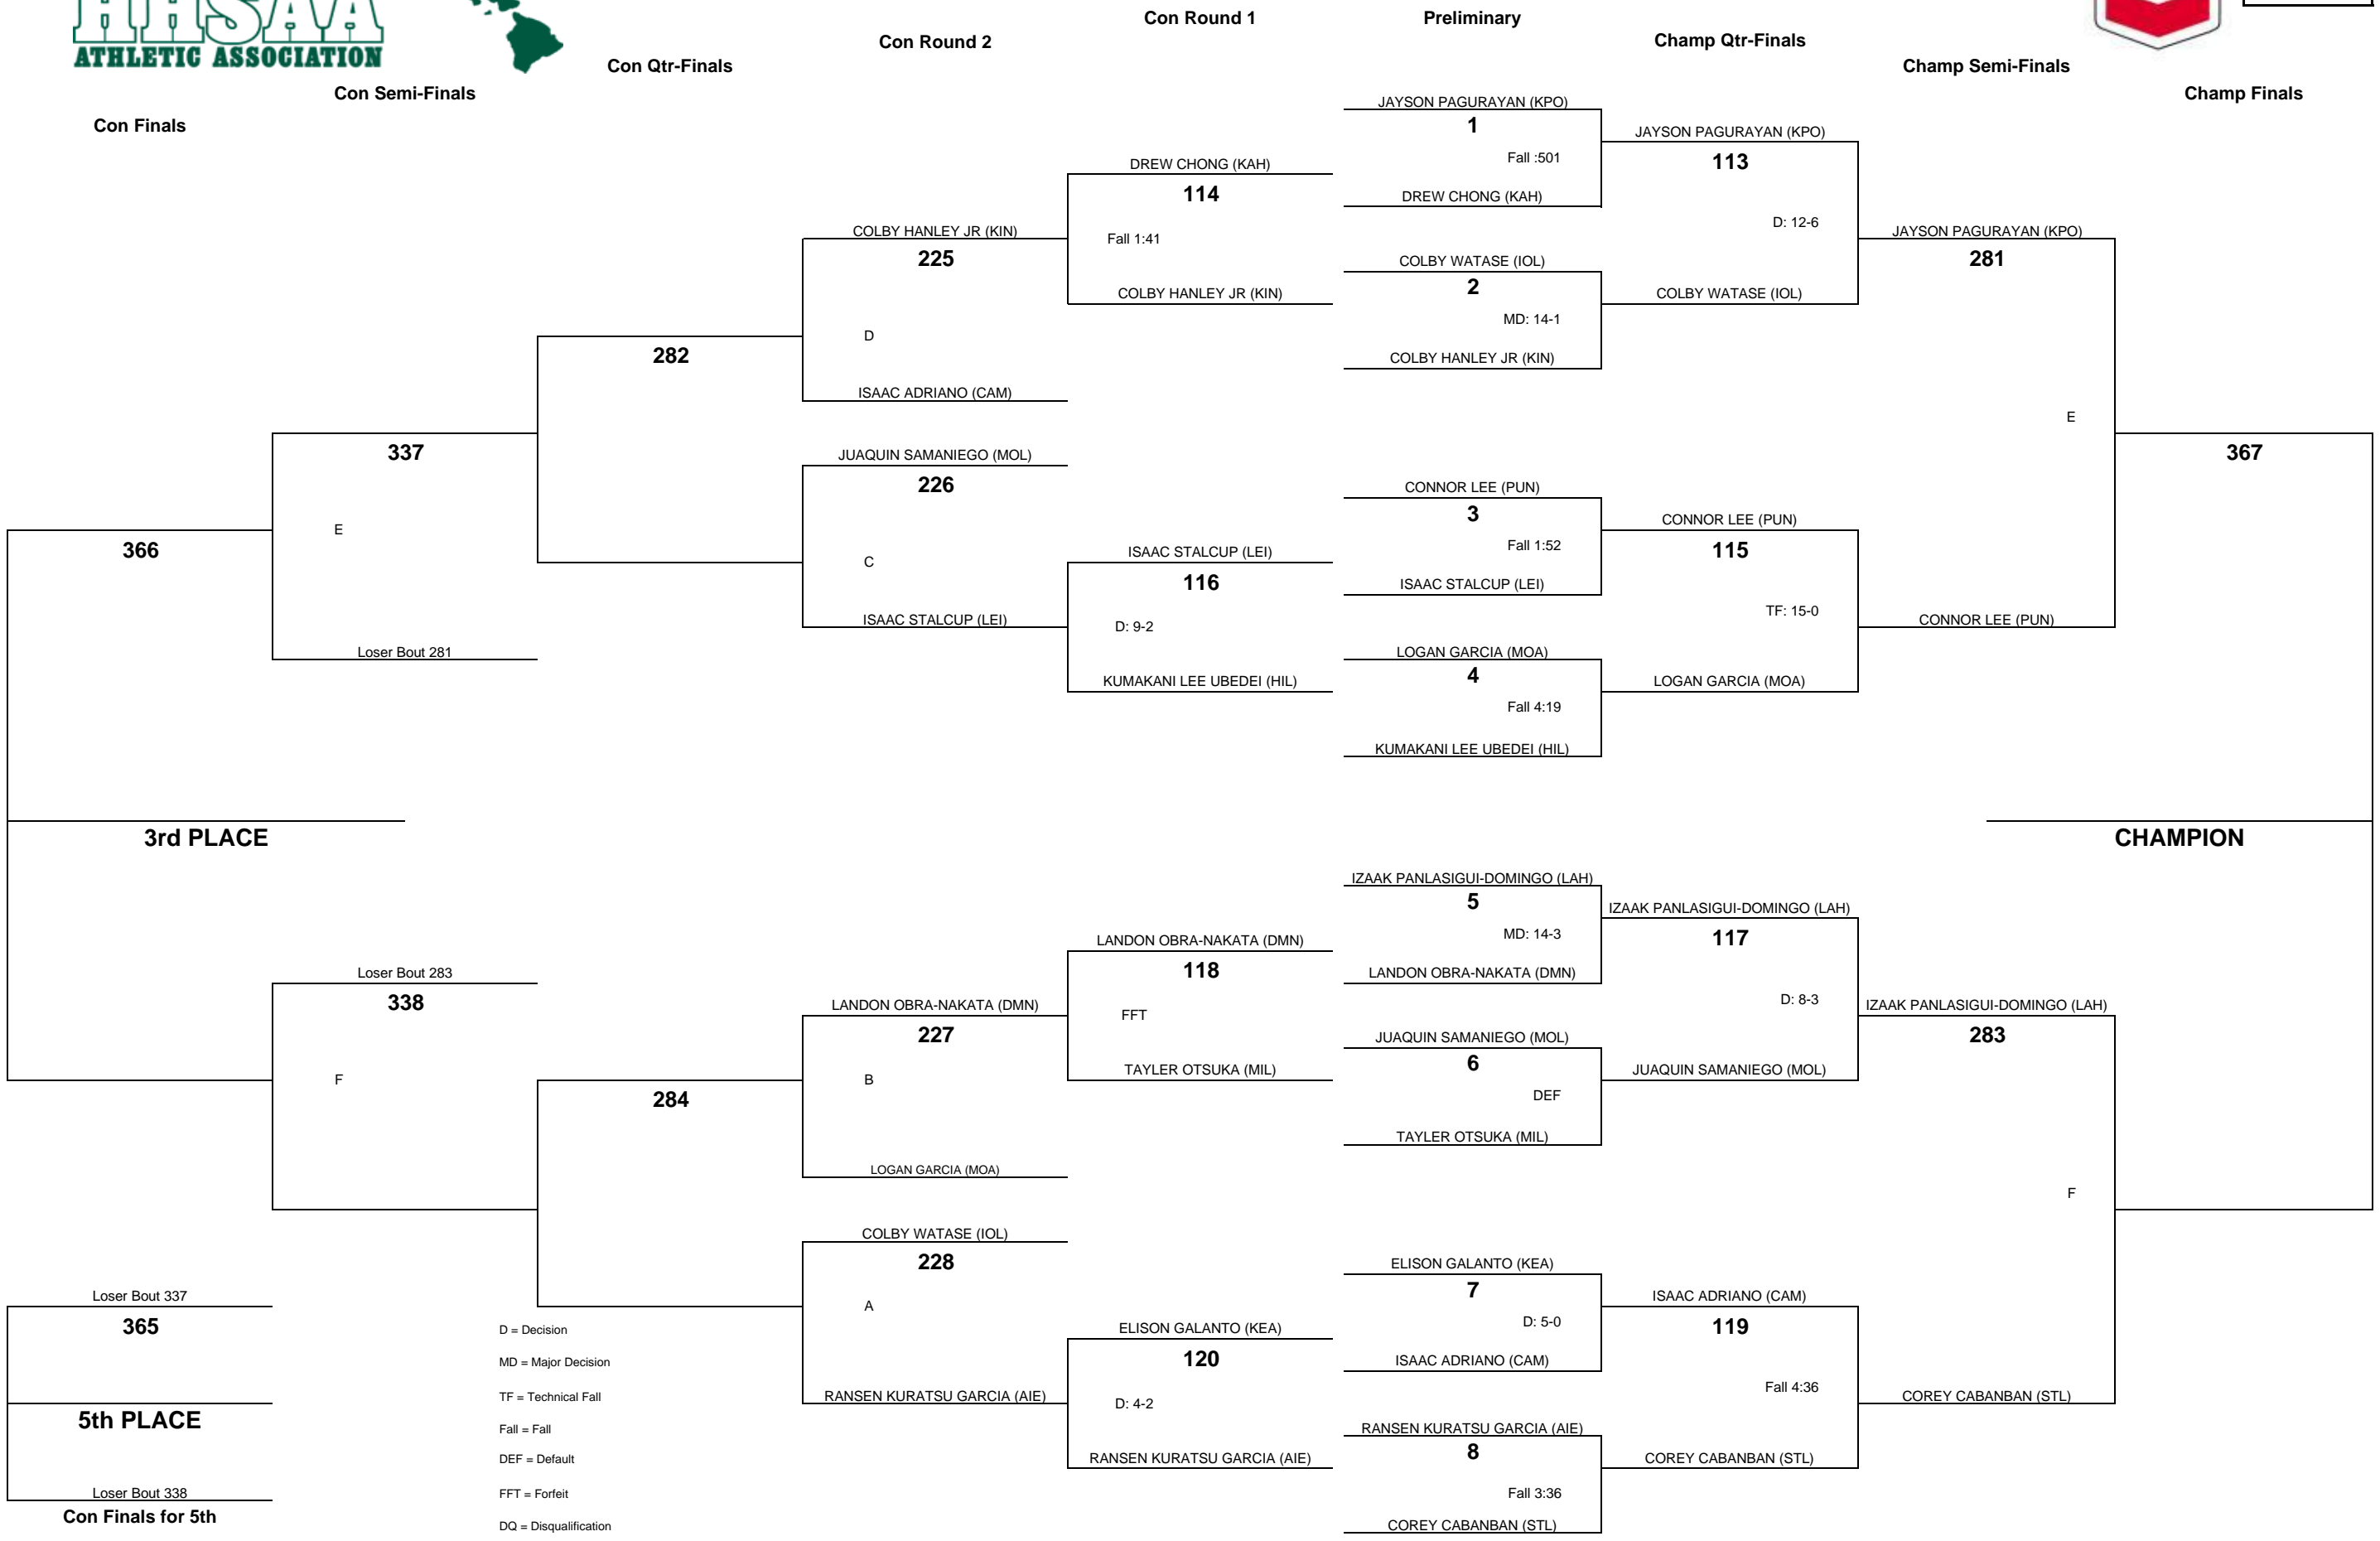 HHSAA
ATHLETIC ASSOCIATION
Con Finals
Con Semi-Finals
Con Qtr-Finals
Con Round 2
Con Round 1
Preliminary
Champ Qtr-Finals
Champ Semi-Finals
Champ Finals
JAYSON PAGURAYAN (KPO)
1
Fall :501
DREW CHONG (KAH)
COLBY WATASE (IOL)
2
MD: 14-1
COLBY HANLEY JR (KIN)
CONNOR LEE (PUN)
3
Fall 1:52
ISAAC STALCUP (LEI)
LOGAN GARCIA (MOA)
4
Fall 4:19
KUMAKANI LEE UBEDEI (HIL)
IZAAK PANLASIGUI-DOMINGO (LAH)
5
MD: 14-3
LANDON OBRA-NAKATA (DMN)
JUAQUIN SAMANIEGO (MOL)
6
DEF
TAYLER OTSUKA (MIL)
ELISON GALANTO (KEA)
7
D: 5-0
ISAAC ADRIANO (CAM)
RANSEN KURATSU GARCIA (AIE)
8
Fall 3:36
COREY CABANBAN (STL)
JAYSON PAGURAYAN (KPO)
113
D: 12-6
COLBY WATASE (IOL)
CONNOR LEE (PUN)
115
TF: 15-0
LOGAN GARCIA (MOA)
IZAAK PANLASIGUI-DOMINGO (LAH)
117
D: 8-3
JUAQUIN SAMANIEGO (MOL)
ISAAC ADRIANO (CAM)
119
Fall 4:36
COREY CABANBAN (STL)
JAYSON PAGURAYAN (KPO)
281
E
CONNOR LEE (PUN)
IZAAK PANLASIGUI-DOMINGO (LAH)
283
F
COREY CABANBAN (STL)
367
CHAMPION
DREW CHONG (KAH)
114
Fall 1:41
COLBY HANLEY JR (KIN)
ISAAC STALCUP (LEI)
116
D: 9-2
KUMAKANI LEE UBEDEI (HIL)
LANDON OBRA-NAKATA (DMN)
118
FFT
TAYLER OTSUKA (MIL)
ELISON GALANTO (KEA)
120
D: 4-2
RANSEN KURATSU GARCIA (AIE)
COLBY HANLEY JR (KIN)
225
D
ISAAC ADRIANO (CAM)
JUAQUIN SAMANIEGO (MOL)
226
C
ISAAC STALCUP (LEI)
LANDON OBRA-NAKATA (DMN)
227
B
LOGAN GARCIA (MOA)
COLBY WATASE (IOL)
228
A
RANSEN KURATSU GARCIA (AIE)
282
284
337
E
Loser Bout 281
Loser Bout 283
338
F
366
3rd PLACE
Loser Bout 337
365
5th PLACE
Loser Bout 338
Con Finals for 5th
D = Decision
MD = Major Decision
TF = Technical Fall
Fall = Fall
DEF = Default
FFT = Forfeit
DQ = Disqualification